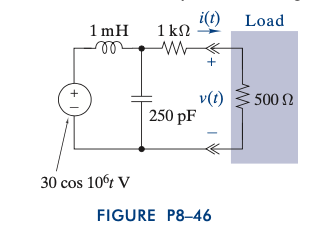 1 mH
1 kΩ
i(t)
Load
+
+
−
250 pF
v(t)
500 Ω
−
30 cos 10⁶t V
FIGURE P8–46